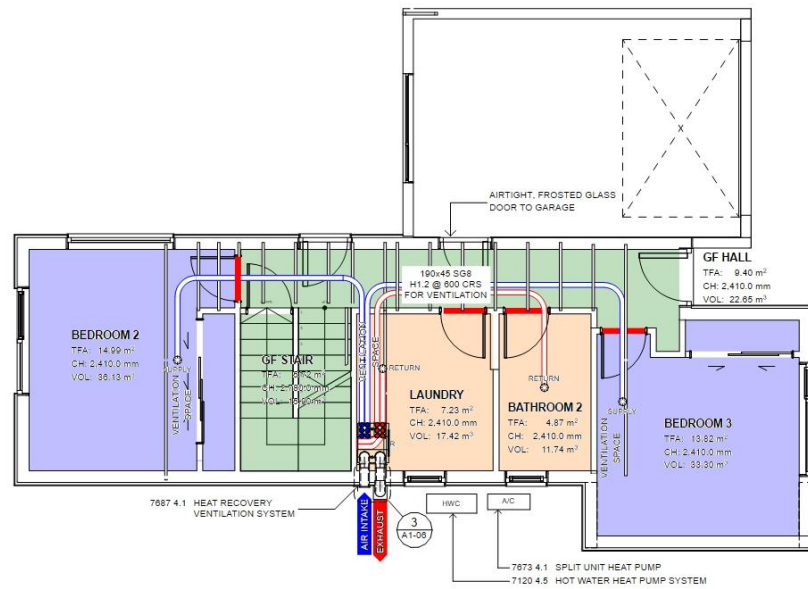 AIRTIGHT, FROSTED GLASS
DOOR TO GARAGE
GF HALL
TFA: 9.40 m²
CH: 2,410.0 mm
VOL: 22.65 m³
190x45 SG8
H1.2 @ 600 CRS
FOR VENTILATION
BEDROOM 2
TFA: 14.99 m²
CH: 2,410.0 mm
VOL: 36.13 m³
SUPPLY
VENTILATION
SPACE
GF STAIR
TFA:
VENTILATION
SPACE
RETURN
LAUNDRY
TFA: 7.23 m²
CH: 2,410.0 mm
VOL: 17.42 m³
RETURN
BATHROOM 2
TFA: 4.87 m²
CH: 2,410.0 mm
VOL: 11.74 m³
SUPPLY
VENTILATION
SPACE
BEDROOM 3
TFA: 13.82 m²
CH: 2,410.0 mm
VOL: 33.30 m³
7687 4.1 HEAT RECOVERY
VENTILATION SYSTEM
AIR INTAKE
EXHAUST
3
A1-06
HWC
A/C
7673 4.1 SPLIT UNIT HEAT PUMP
7120 4.5 HOT WATER HEAT PUMP SYSTEM